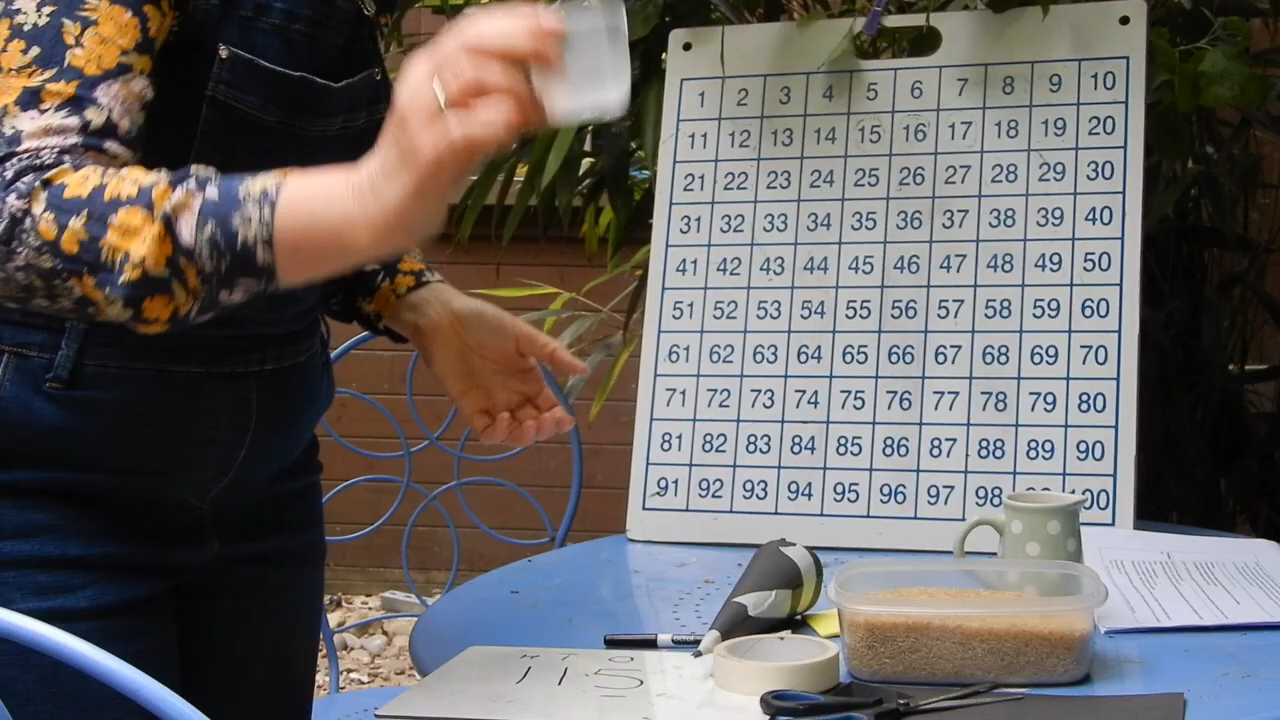 1 2 3 4 5 6 7 8 9 10
11 12 13 14 15 16 17 18 19 20
21 22 23 24 25 26 27 28 29 30
31 32 33 34 35 36 37 38 39 40
41 42 43 44 45 46 47 48 49 50
51 52 53 54 55 56 57 58 59 60
61 62 63 64 65 66 67 68 69 70
71 72 73 74 75 76 77 78 79 80
81 82 83 84 85 86 87 88 89 90
91 92 93 94 95 96 97 98 100
berol
H T O
115